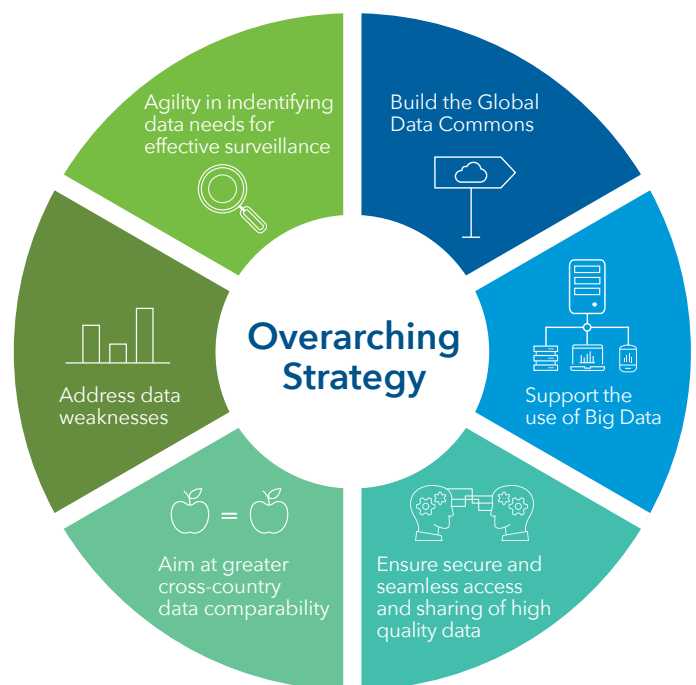 Overarching
Strategy
Build the Global
Data Commons
Support the
use of Big Data
Ensure secure and
seamless access
and sharing of high
quality data
Aim at greater
cross-country
data comparability
=
Address data
weaknesses
Agility in indentifying
data needs for
effective surveillance